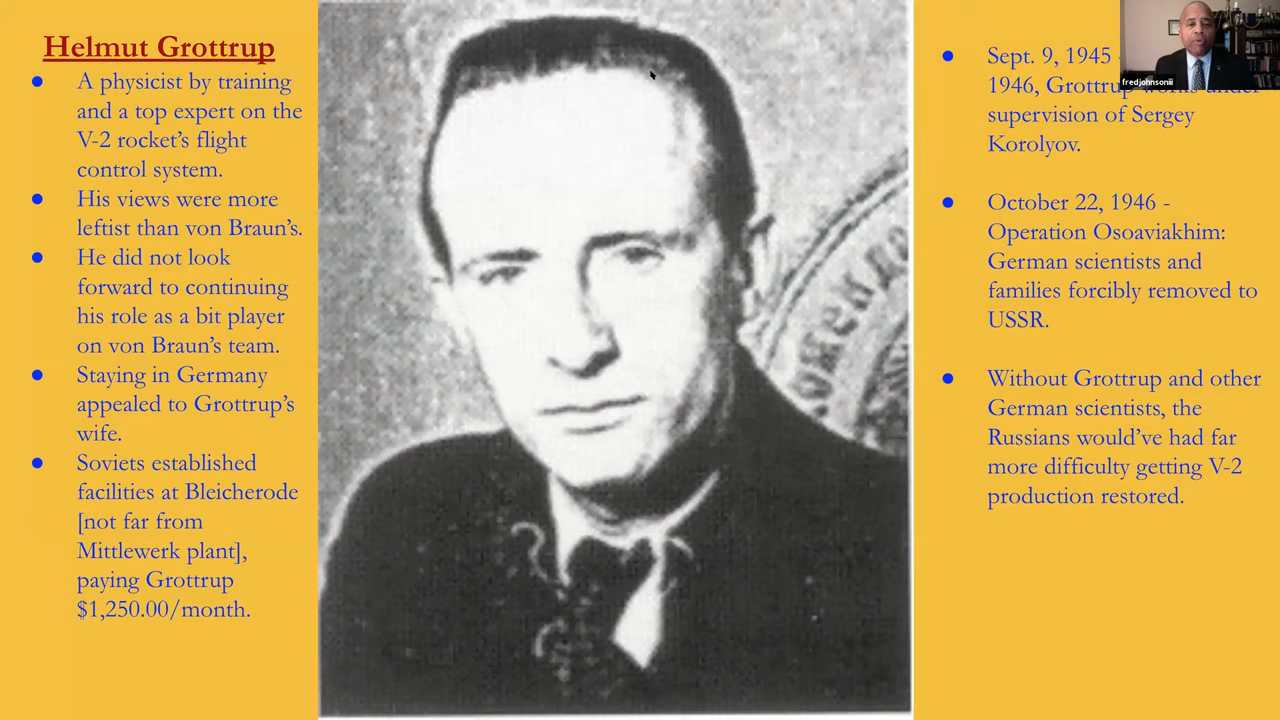 Helmut Grottrup
● A physicist by training
and a top expert on the
V-2 rocket's flight
control system.
● His views were more
leftist than von Braun's.
● He did not look
forward to continuing
his role as a bit player
on von Braun's team.
● Staying in Germany
appealed to Grottrup's
wife.
● Soviets established
facilities at Bleicherode
[not far from
Mittlewerk plant],
paying Grottrup
$1,250.00/month.
● Sept. 9, 1945 -
1946, Grottrup
supervision of Sergey
Korolyov.
● October 22, 1946 -
Operation Osoaviakhim:
German scientists and
families forcibly removed to
USSR.
● Without Grottrup and other
German scientists, the
Russians would've had far
more difficulty getting V-2
production restored.
fredjohnsoniii